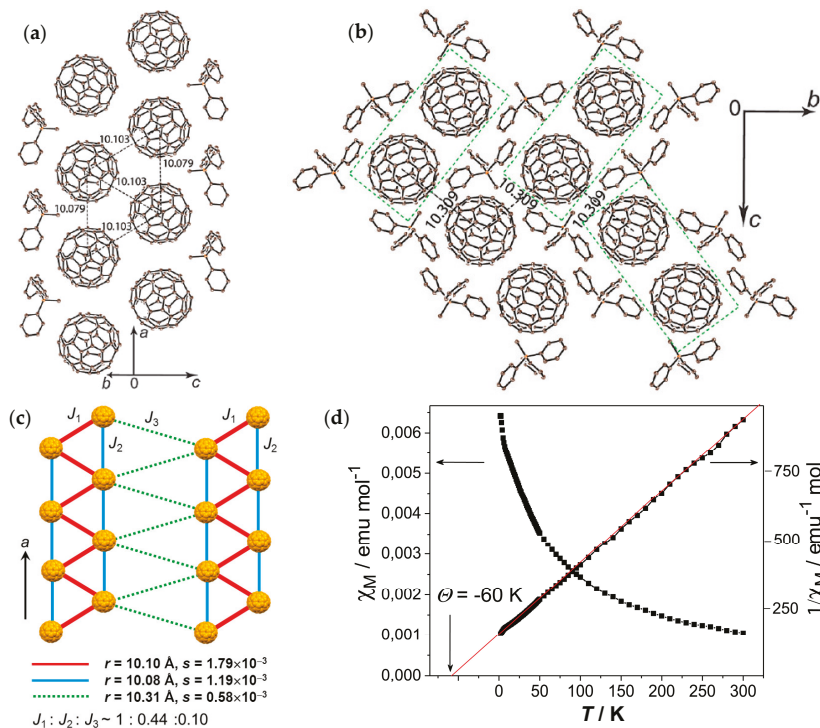 (a)
10.103
10.079
10.103
10.079
10.103
a
b
0
c
(b)
0
b
c
10.309
10.309
10.309
(c)
J1
J3
J1
J2
J2
a
r = 10.10 Å, s = 1.79×10−3
r = 10.08 Å, s = 1.19×10−3
r = 10.31 Å, s = 0.58×10−3
J1 : J2 : J3 ~ 1 : 0.44 :0.10
(d)
χM / emu mol-1
0,006
0,005
0,004
0,003
0,002
0,001
0,000
Θ = -60 K
-50 0 50 100 150 200 250 300
T / K
750
500
250
1/χM / emu-1 mol